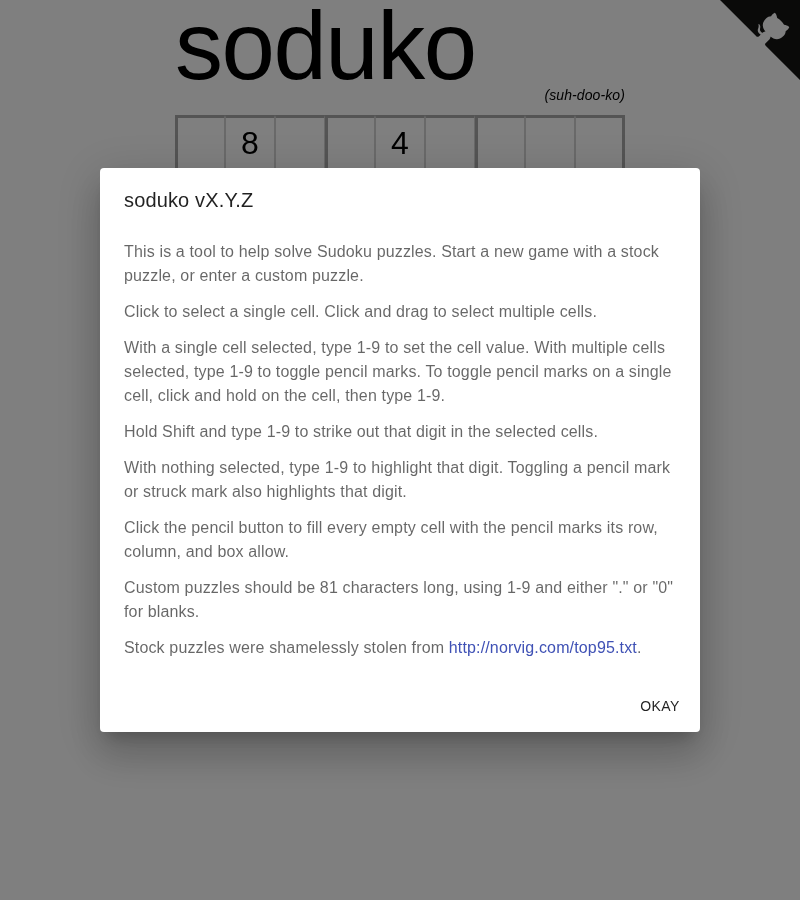 soduko
(suh-doo-ko)
8 4
soduko vX.Y.Z
This is a tool to help solve Sudoku puzzles. Start a new game with a stock
puzzle, or enter a custom puzzle.
Click to select a single cell. Click and drag to select multiple cells.
With a single cell selected, type 1-9 to set the cell value. With multiple cells
selected, type 1-9 to toggle pencil marks. To toggle pencil marks on a single
cell, click and hold on the cell, then type 1-9.
Hold Shift and type 1-9 to strike out that digit in the selected cells.
With nothing selected, type 1-9 to highlight that digit. Toggling a pencil mark
or struck mark also highlights that digit.
Click the pencil button to fill every empty cell with the pencil marks its row,
column, and box allow.
Custom puzzles should be 81 characters long, using 1-9 and either "." or "0"
for blanks.
Stock puzzles were shamelessly stolen from http://norvig.com/top95.txt.
OKAY